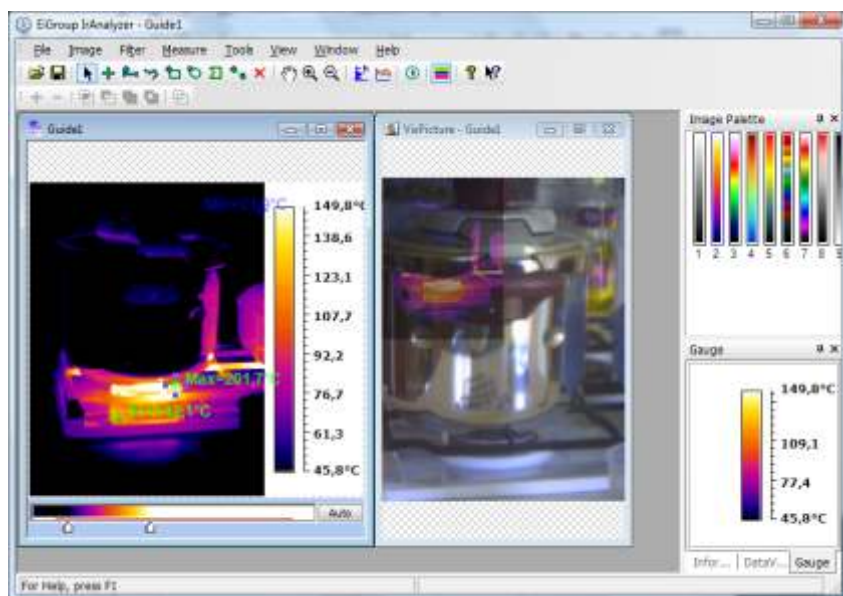 EiGroup IrAnalyzer - Guide1
File Image Filter Measure Tools View Window Help
Guide1
149,8°C
138,6
123,1
107,7
92,2
76,7
61,3
45,8°C
Max=201,7°C
Auto
VisPicture - Guide1
Image Palette
1 2 3 4 5 6 7 8 9
Gauge
149,8°C
109,1
77,4
45,8°C
Infor... DataV... Gauge
For Help, press F1